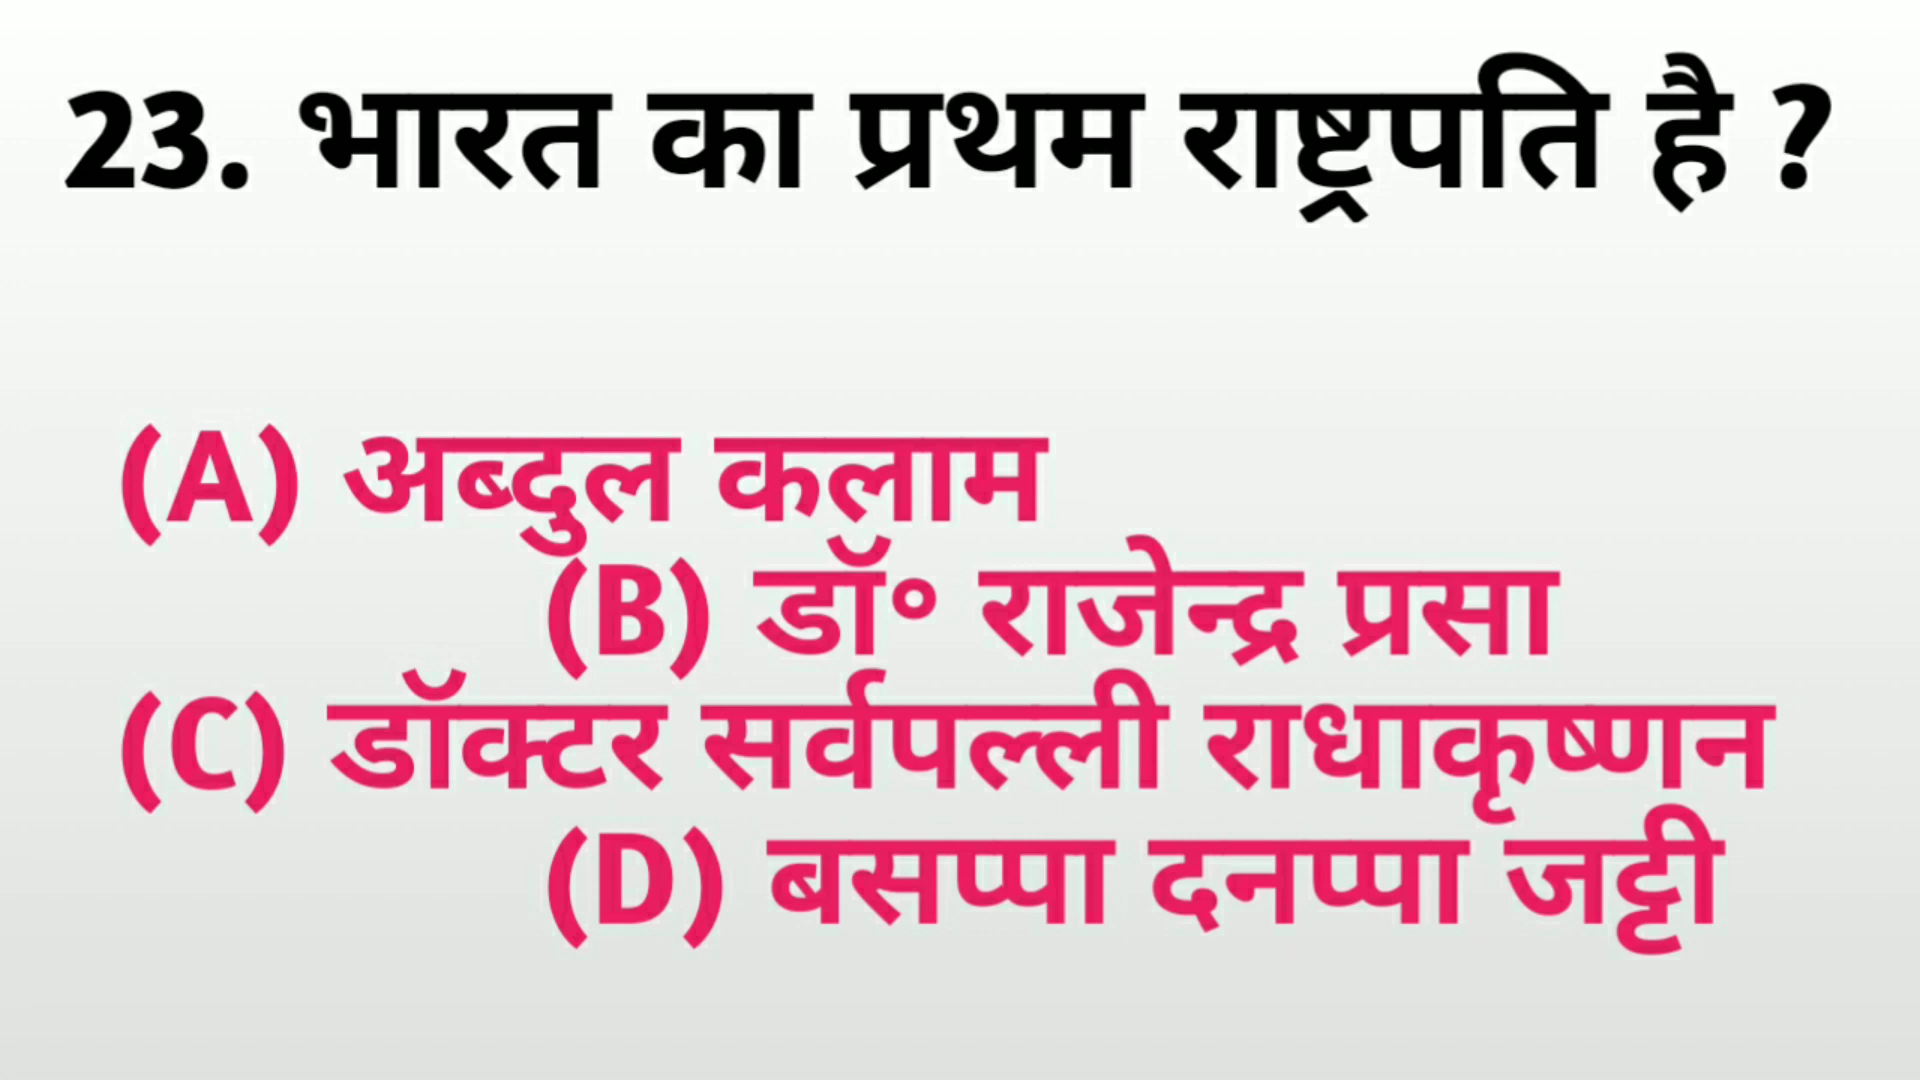 23. भारत का प्रथम राष्ट्रपति है ?
(A) अब्दुल कलाम
(B) डॉ॰ राजेन्द्र प्रसा
(C) डॉक्टर सर्वपल्ली राधाकृष्णन
(D) बसप्पा दनप्पा जट्टी